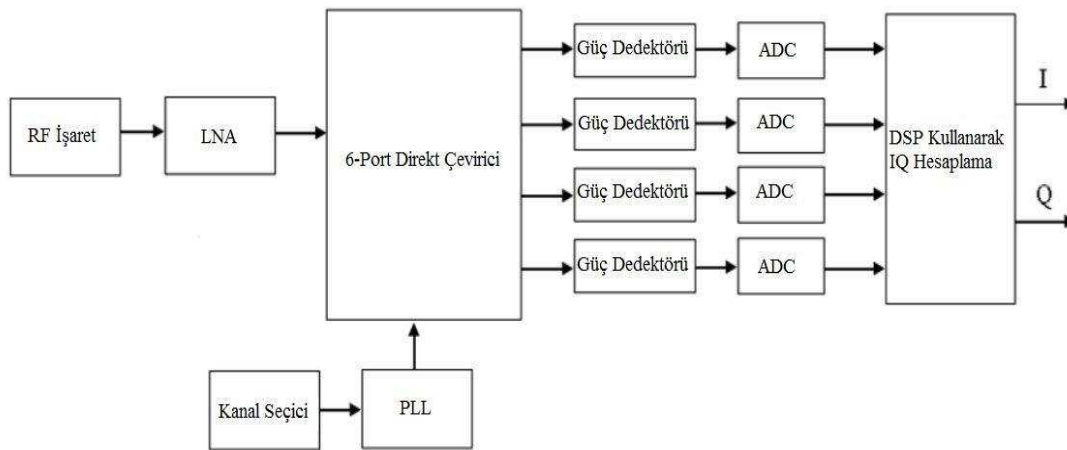 RF İşaret
LNA
6-Port Direkt Çevirici
Güç Dedektörü
ADC
Güç Dedektörü
ADC
Güç Dedektörü
ADC
Güç Dedektörü
ADC
DSP Kullanarak
IQ Hesaplama
I
Q
Kanal Seçici
PLL